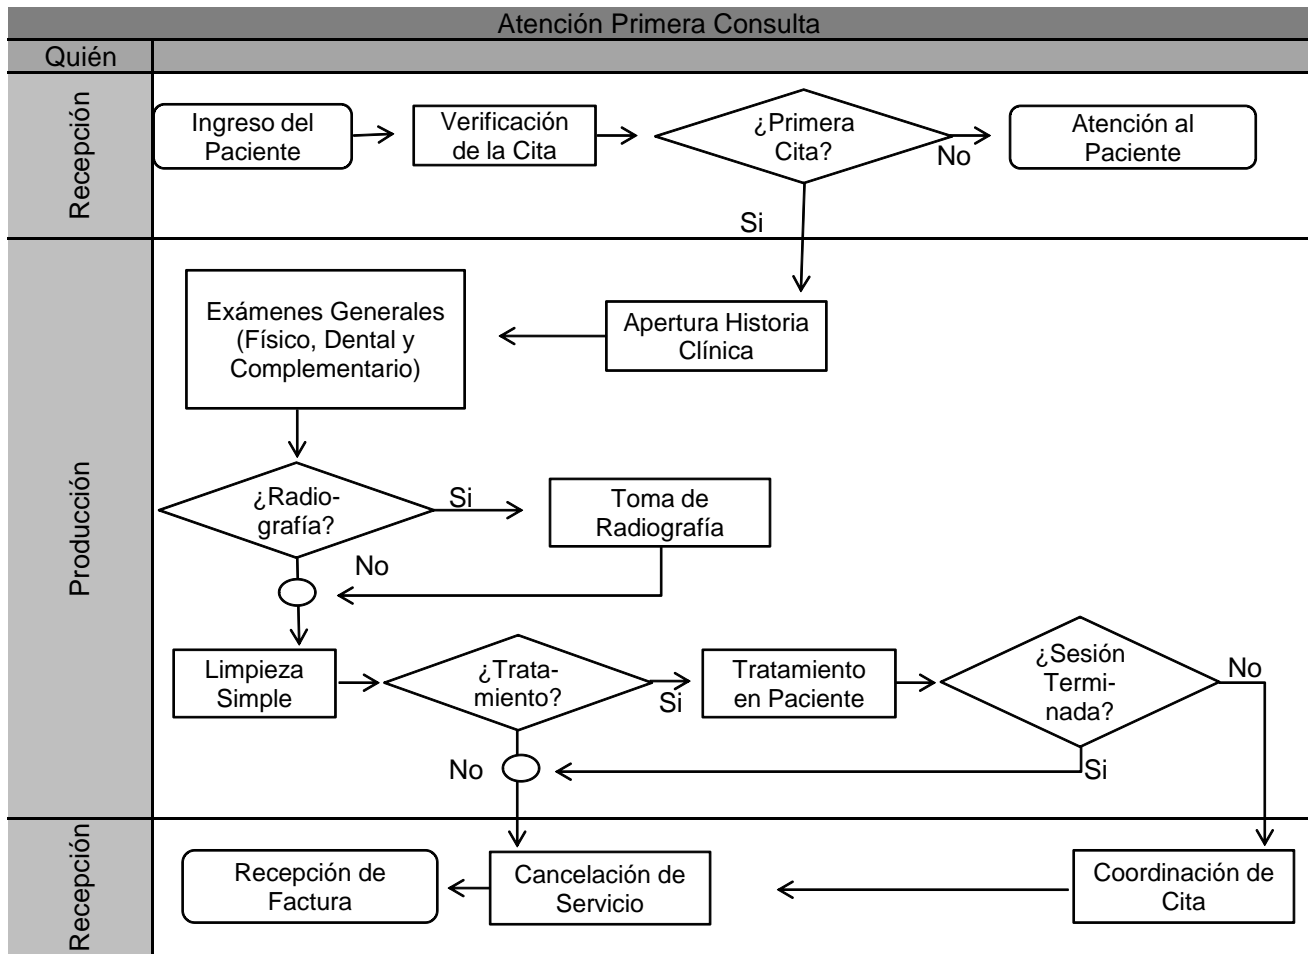 Atención Primera Consulta
Quién
Recepción
Ingreso del
Paciente
Verificación
de la Cita
¿Primera
Cita?
No
Atención al
Paciente
Si
Producción
Exámenes Generales
(Físico, Dental y
Complementario)
Apertura Historia
Clínica
¿Radio-
grafía?
Si
Toma de
Radiografía
No
Limpieza
Simple
¿Trata-
miento?
Si
Tratamiento
en Paciente
¿Sesión
Termi-
nada?
No
No
Si
Recepción
Recepción de
Factura
Cancelación de
Servicio
Coordinación de
Cita